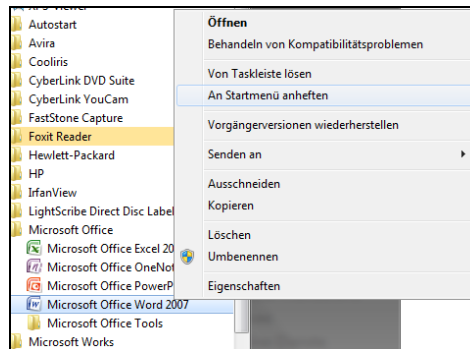 Autostart
Avira
Cooliris
CyberLink DVD Suite
CyberLink YouCam
FastStone Capture
Foxit Reader
Hewlett-Packard
HP
IrfanView
LightScribe Direct Disc Label
Microsoft Office
Microsoft Office Excel 20
Microsoft Office OneNot
Microsoft Office PowerP
Microsoft Office Word 2007
Microsoft Office Tools
Microsoft Works
Öffnen
Behandeln von Kompatibilitätsproblemen
Von Taskleiste lösen
An Startmenü anheften
Vorgängerversionen wiederherstellen
Senden an
Ausschneiden
Kopieren
Löschen
Umbenennen
Eigenschaften